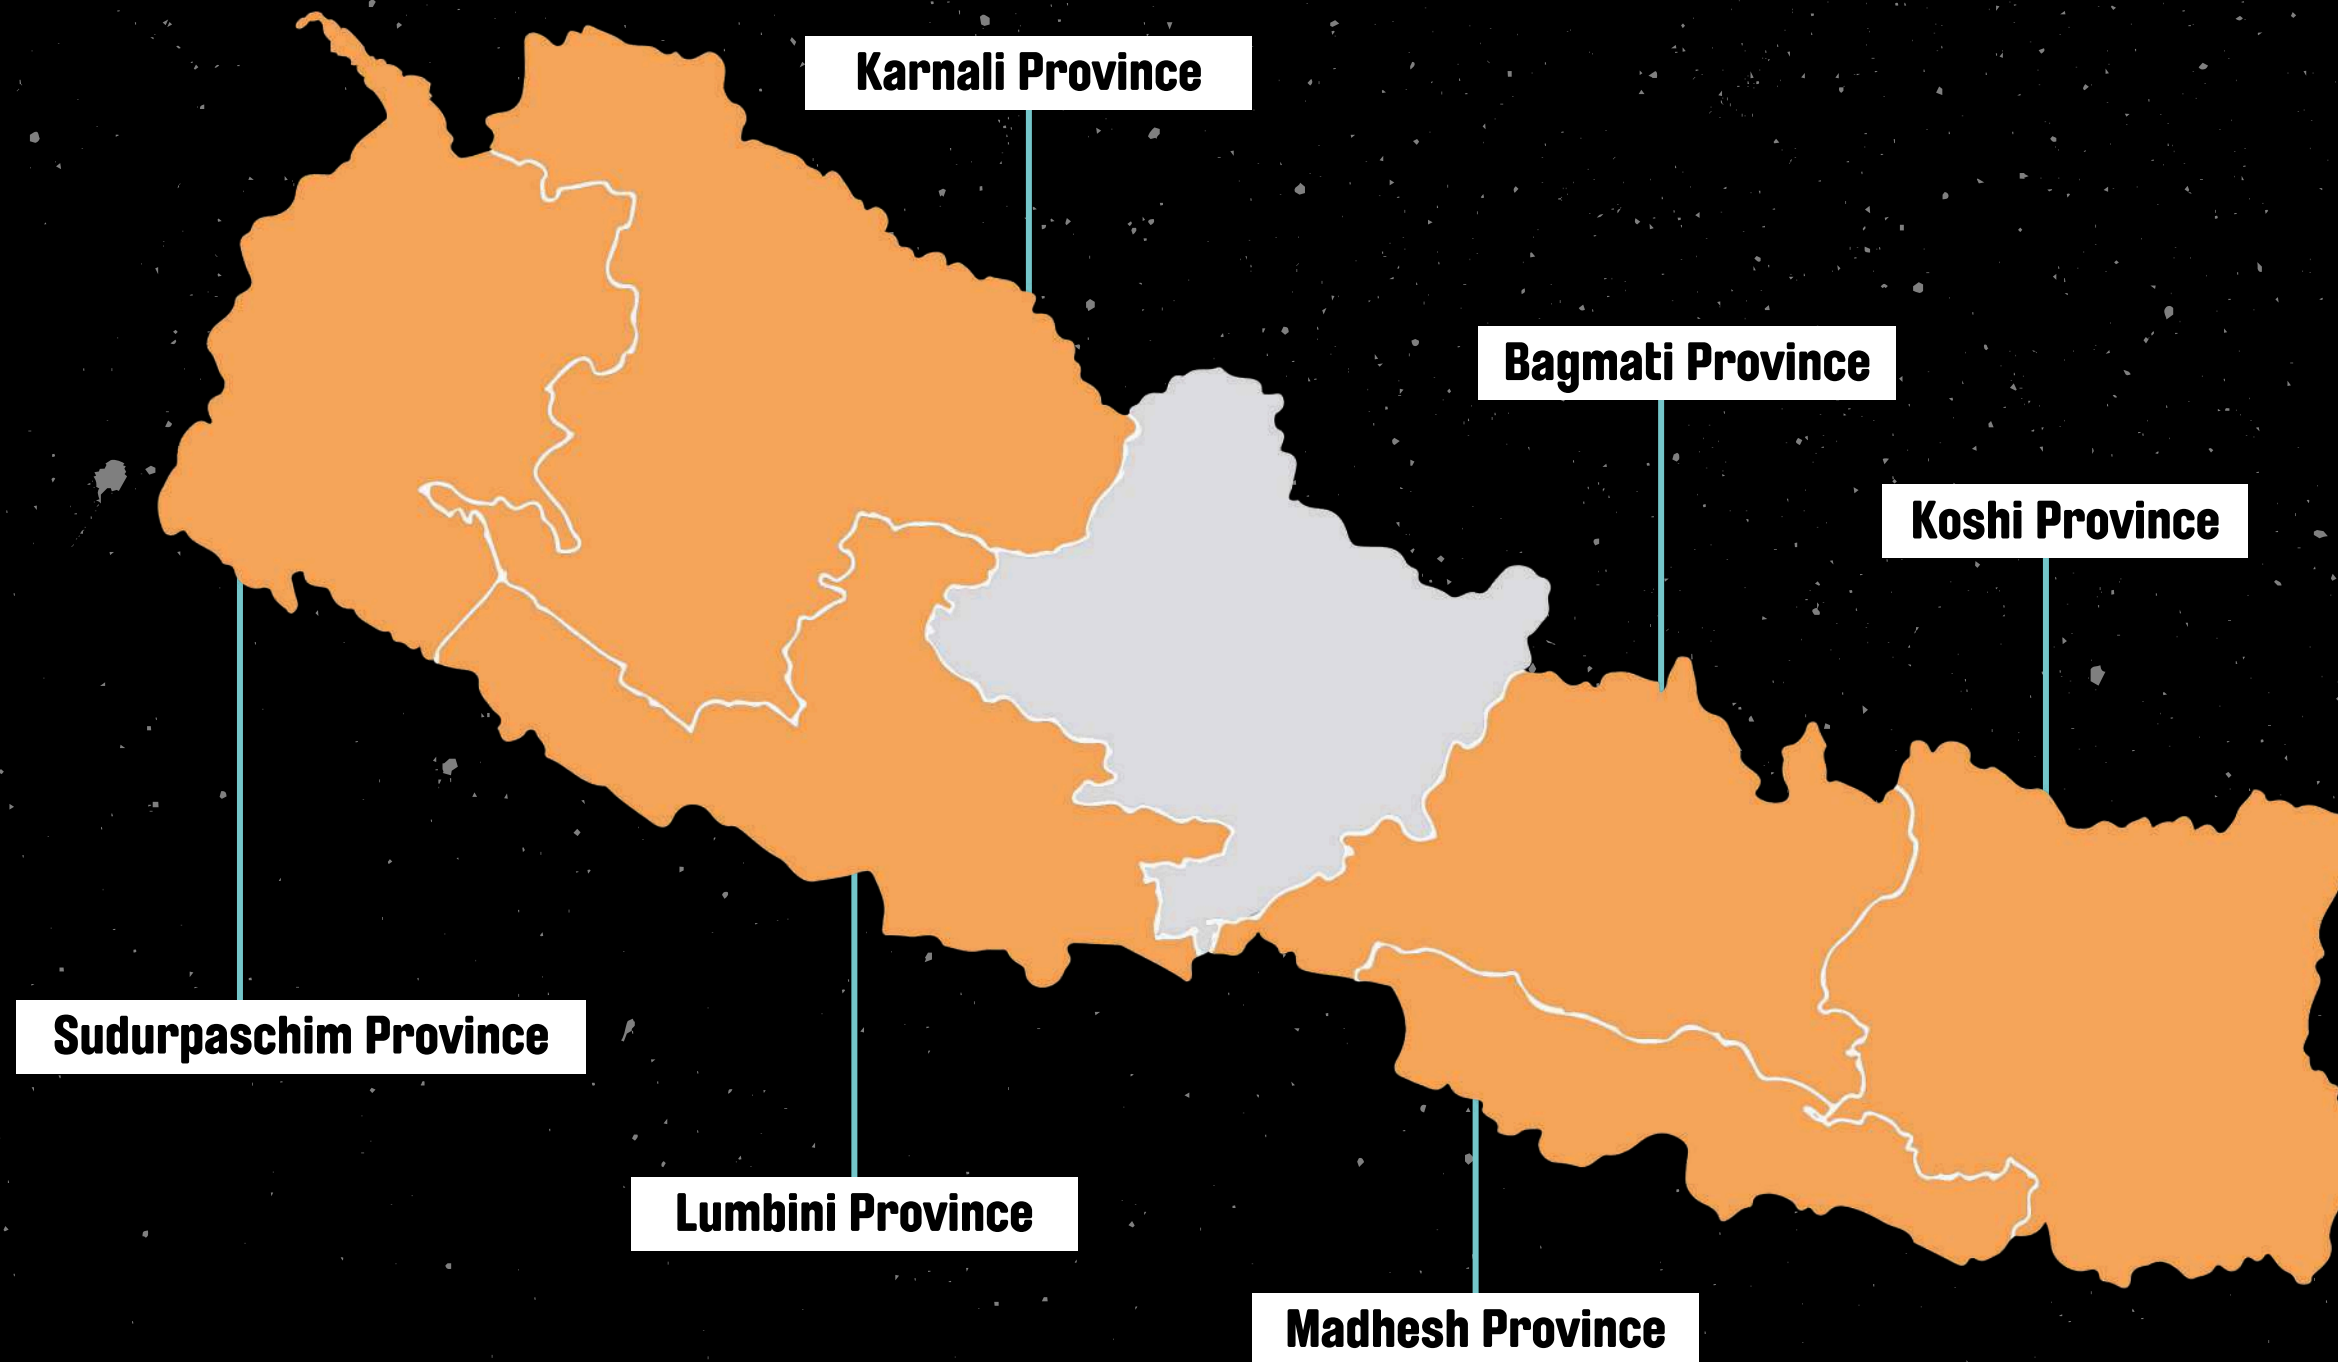 Karnali Province
Bagmati Province
Koshi Province
Sudurpaschim Province
Lumbini Province
Madhesh Province